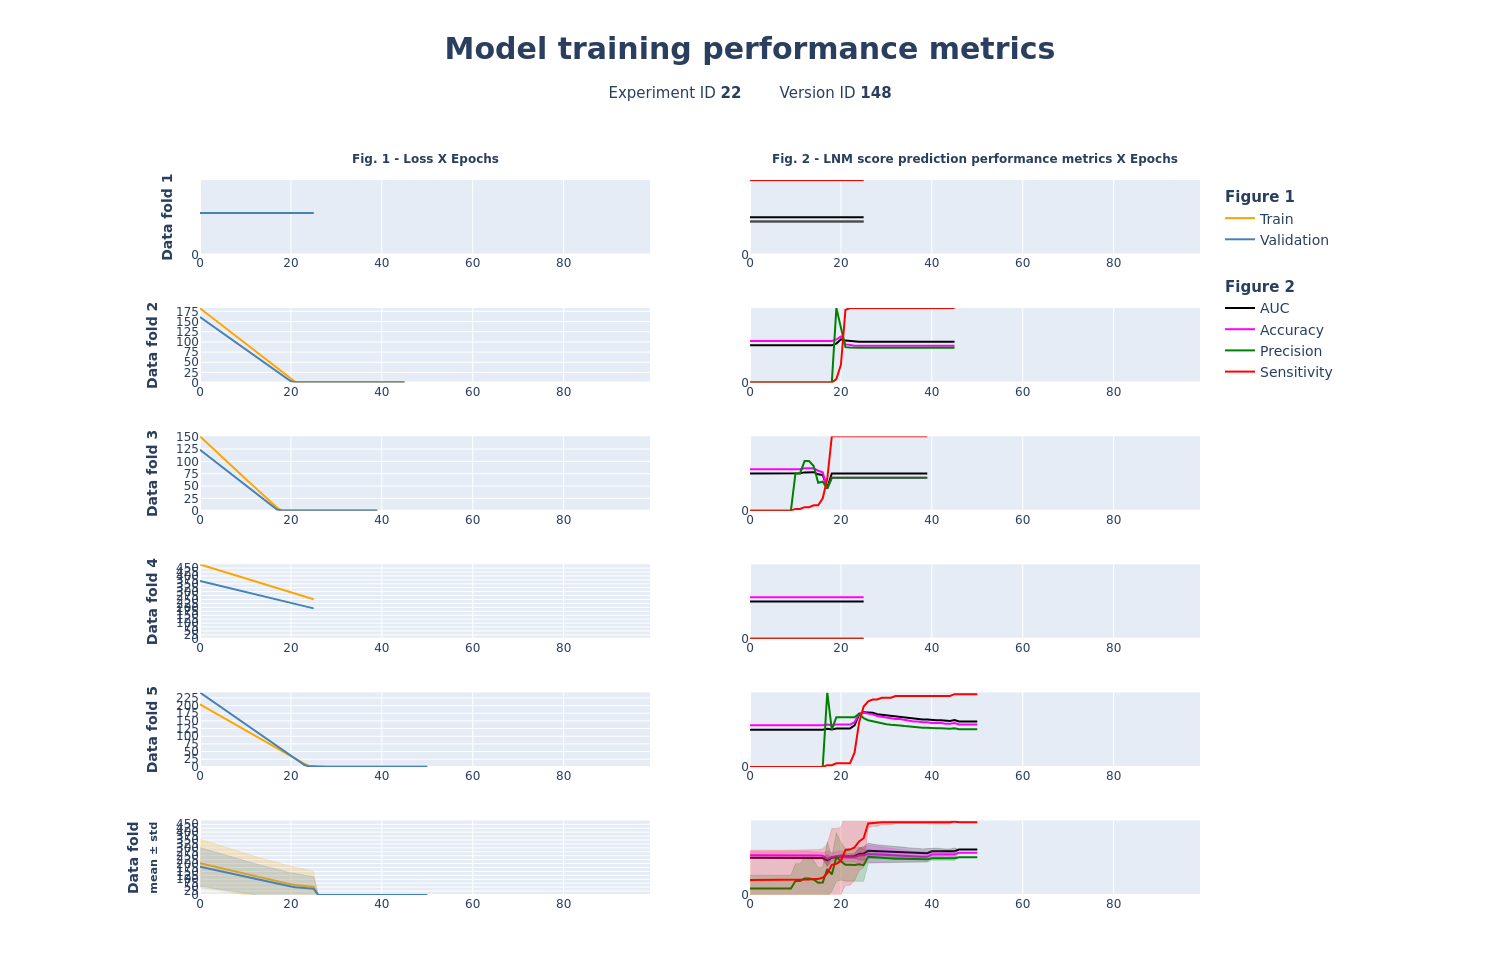 Model training performance metrics
Experiment ID 22 Version ID 148
Fig. 1 - Loss X Epochs
Fig. 2 - LNM score prediction performance metrics X Epochs
Data fold 1
0
0 20 40 60 80
0
0 20 40 60 80
Figure 1
Train
Validation
Figure 2
AUC
Accuracy
Precision
Sensitivity
Data fold 2
175
150
125
100
75
50
25
0
0 20 40 60 80
0
0 20 40 60 80
Data fold 3
150
125
100
75
50
25
0
0 20 40 60 80
0
0 20 40 60 80
Data fold 4
450
0
0 20 40 60 80
0
0 20 40 60 80
Data fold 5
225
200
175
150
125
100
75
50
25
0
0 20 40 60 80
0
0 20 40 60 80
Data fold
mean ± std
450
0
0 20 40 60 80
0
0 20 40 60 80